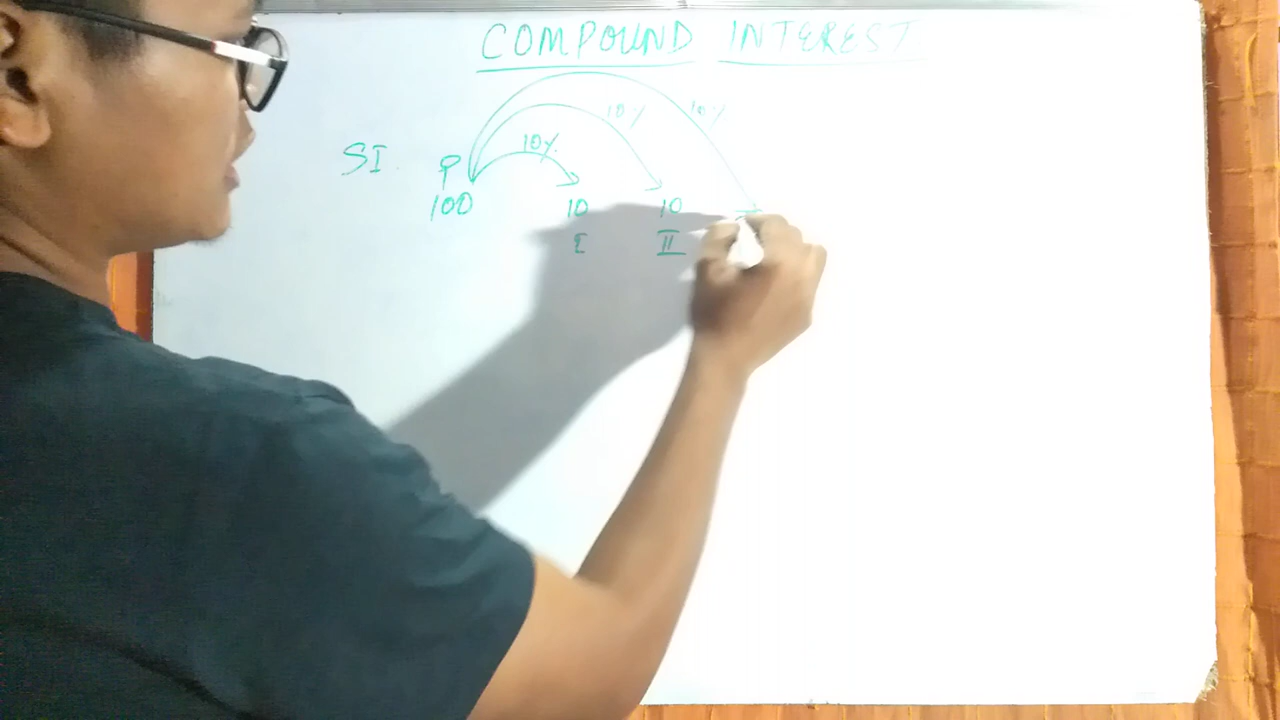 COMPOUND INTEREST
10% 10%
10%
SI. P
100 10 10
I II